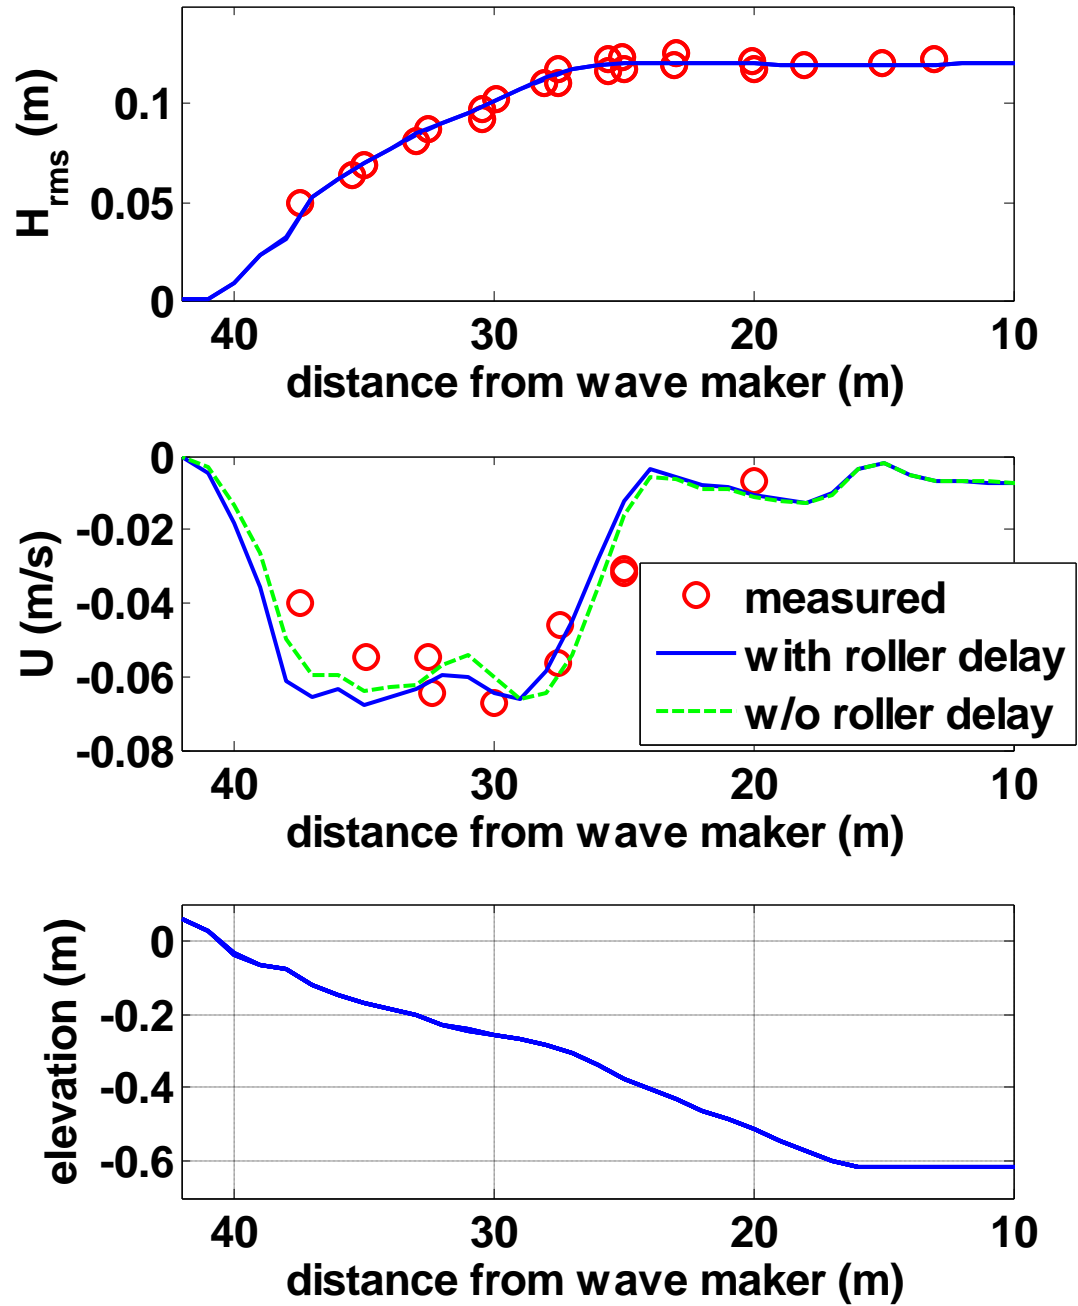 H_rms (m)
0.1
0.05
0
40 30 20 10
distance from wave maker (m)
U (m/s)
0
-0.02
-0.04
-0.06
-0.08
measured
with roller delay
w/o roller delay
40 30 20 10
distance from wave maker (m)
elevation (m)
0
-0.2
-0.4
-0.6
40 30 20 10
distance from wave maker (m)